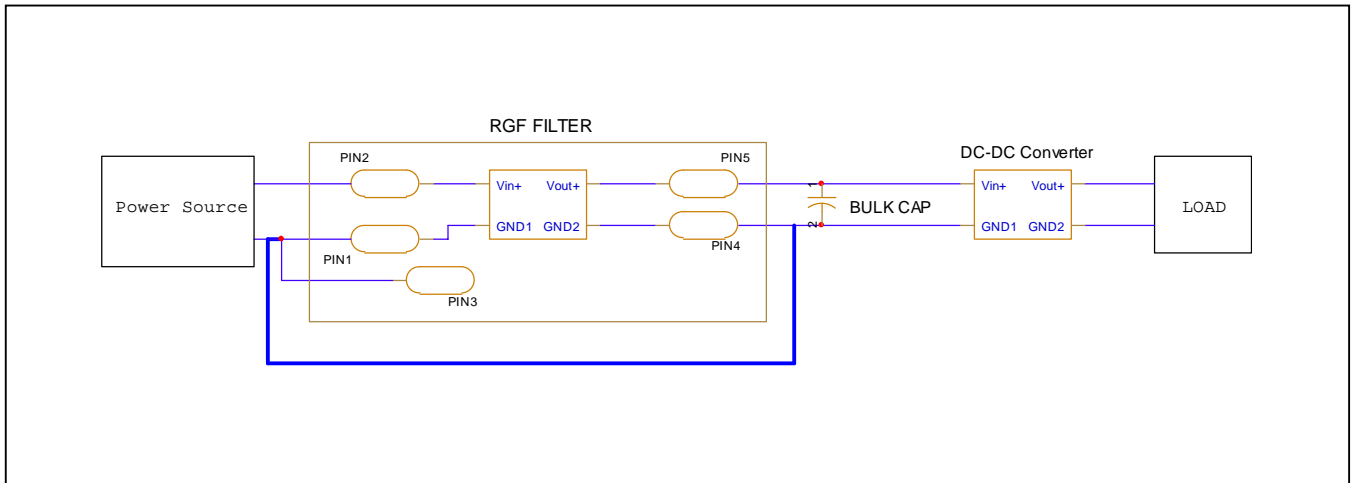 RGF FILTER
PIN2
PIN5
DC-DC Converter
Power Source
Vin+
Vout+
1
BULK CAP
2
Vin+
Vout+
LOAD
GND1
GND2
GND1
GND2
PIN1
PIN4
PIN3